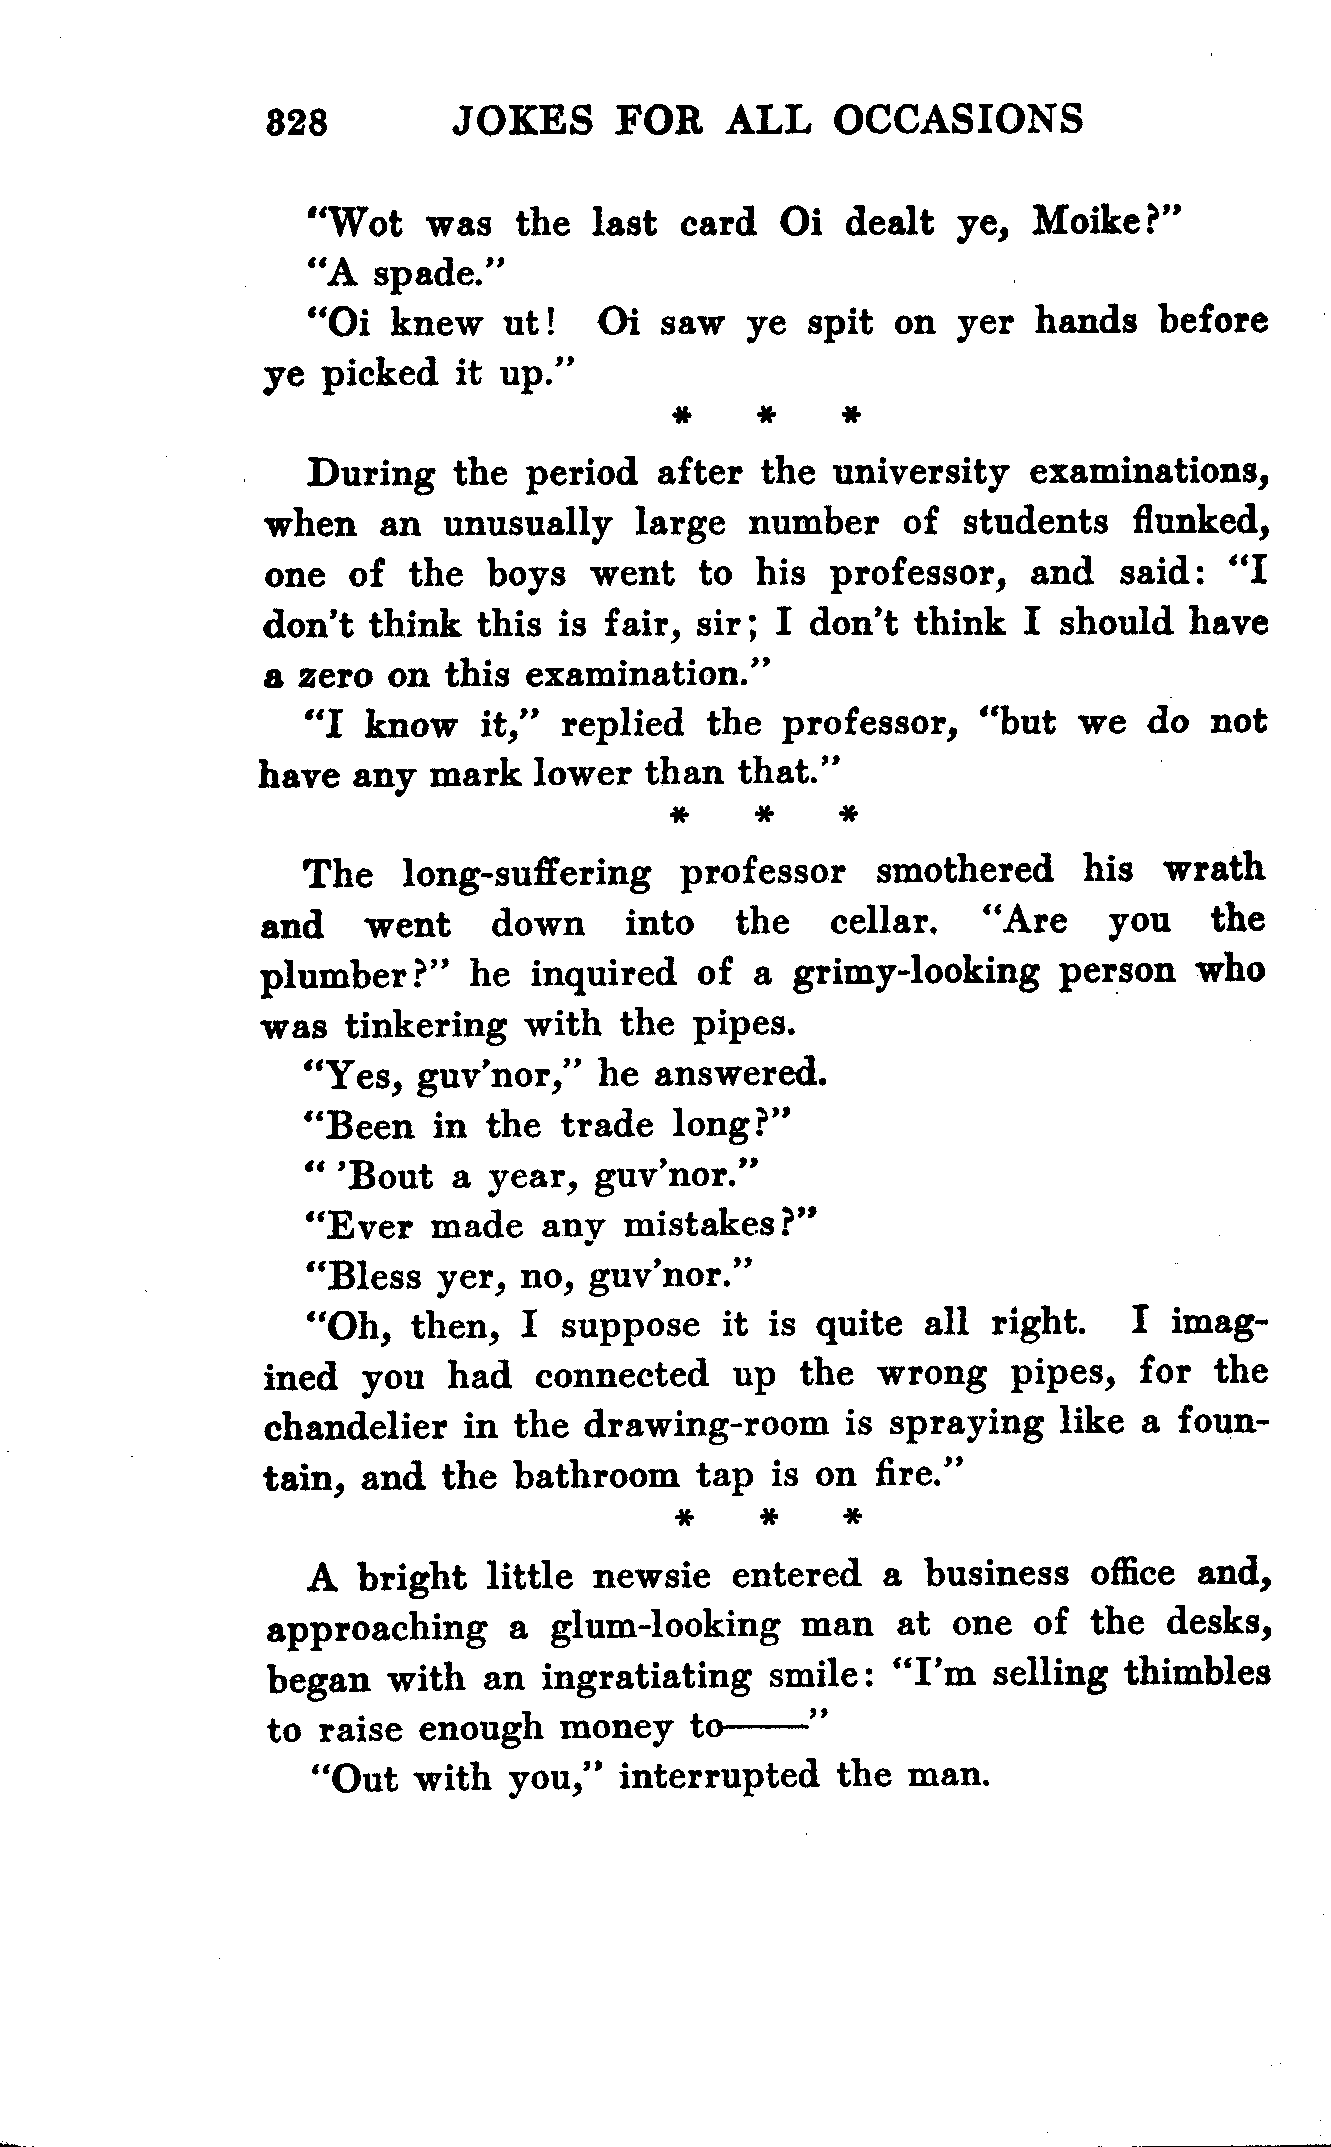 328 JOKES FOR ALL OCCASIONS
“Wot was the last card Oi dealt ye, Moike?”
“A spade.”
“Oi knew ut! Oi saw ye spit on yer hands before
ye picked it up.”
* * *
During the period after the university examinations,
when an unusually large number of students flunked,
one of the boys went to his professor, and said: “I
don’t think this is fair, sir; I don’t think I should have
a zero on this examination.”
“I know it,” replied the professor, “but we do not
have any mark lower than that.”
* * *
The long-suffering professor smothered his wrath
and went down into the cellar. “Are you the
plumber?” he inquired of a grimy-looking person who
was tinkering with the pipes.
“Yes, guv’nor,” he answered.
“Been in the trade long?”
“ ’Bout a year, guv’nor.”
“Ever made any mistakes?”
“Bless yer, no, guv’nor.”
“Oh, then, I suppose it is quite all right. I imag-
ined you had connected up the wrong pipes, for the
chandelier in the drawing-room is spraying like a foun-
tain, and the bathroom tap is on fire.”
* * *
A bright little newsie entered a business office and,
approaching a glum-looking man at one of the desks,
began with an ingratiating smile: “I’m selling thimbles
to raise enough money to——”
“Out with you,” interrupted the man.